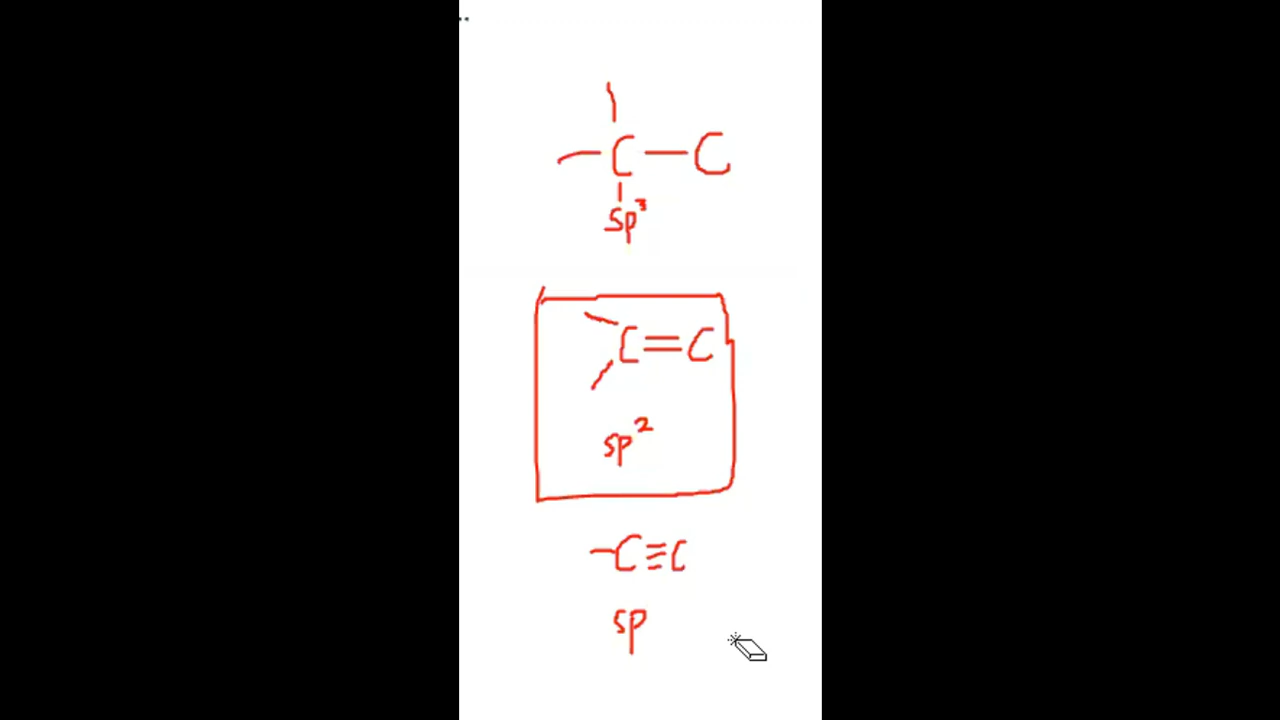 C — C
sp³
C = C
sp²
-C≡C
sp